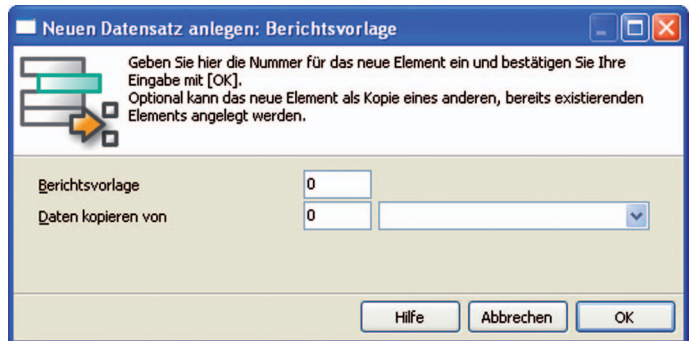 Neuen Datensatz anlegen: Berichtsvorlage
Geben Sie hier die Nummer für das neue Element ein und bestätigen Sie Ihre
Eingabe mit [OK].
Optional kann das neue Element als Kopie eines anderen, bereits existierenden
Elements angelegt werden.
Berichtsvorlage 0
Daten kopieren von 0
Hilfe Abbrechen OK